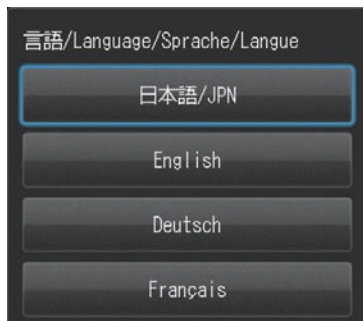 言語/Language/Sprache/Langue
日本語/JPN
English
Deutsch
Français